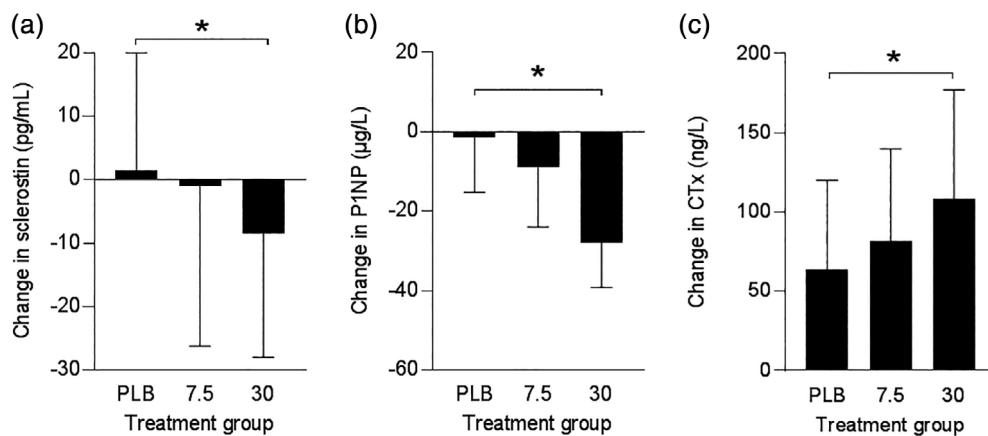 (a)
*
Change in sclerostin (pg/mL)
20
10
0
-10
-20
-30
PLB 7.5 30
Treatment group
(b)
*
Change in P1NP (µg/L)
20
0
-20
-40
-60
PLB 7.5 30
Treatment group
(c)
*
Change in CTx (ng/L)
200
150
100
50
0
PLB 7.5 30
Treatment group